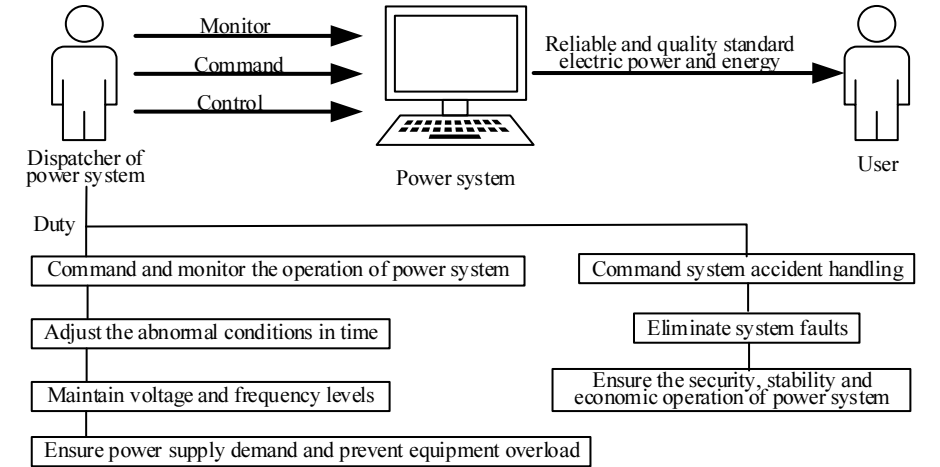 Monitor
Command
Control
Reliable and quality standard
electric power and energy
Dispatcher of
power system
Power system
User
Duty
Command and monitor the operation of power system
Adjust the abnormal conditions in time
Maintain voltage and frequency levels
Ensure power supply demand and prevent equipment overload
Command system accident handling
Eliminate system faults
Ensure the security, stability and
economic operation of power system